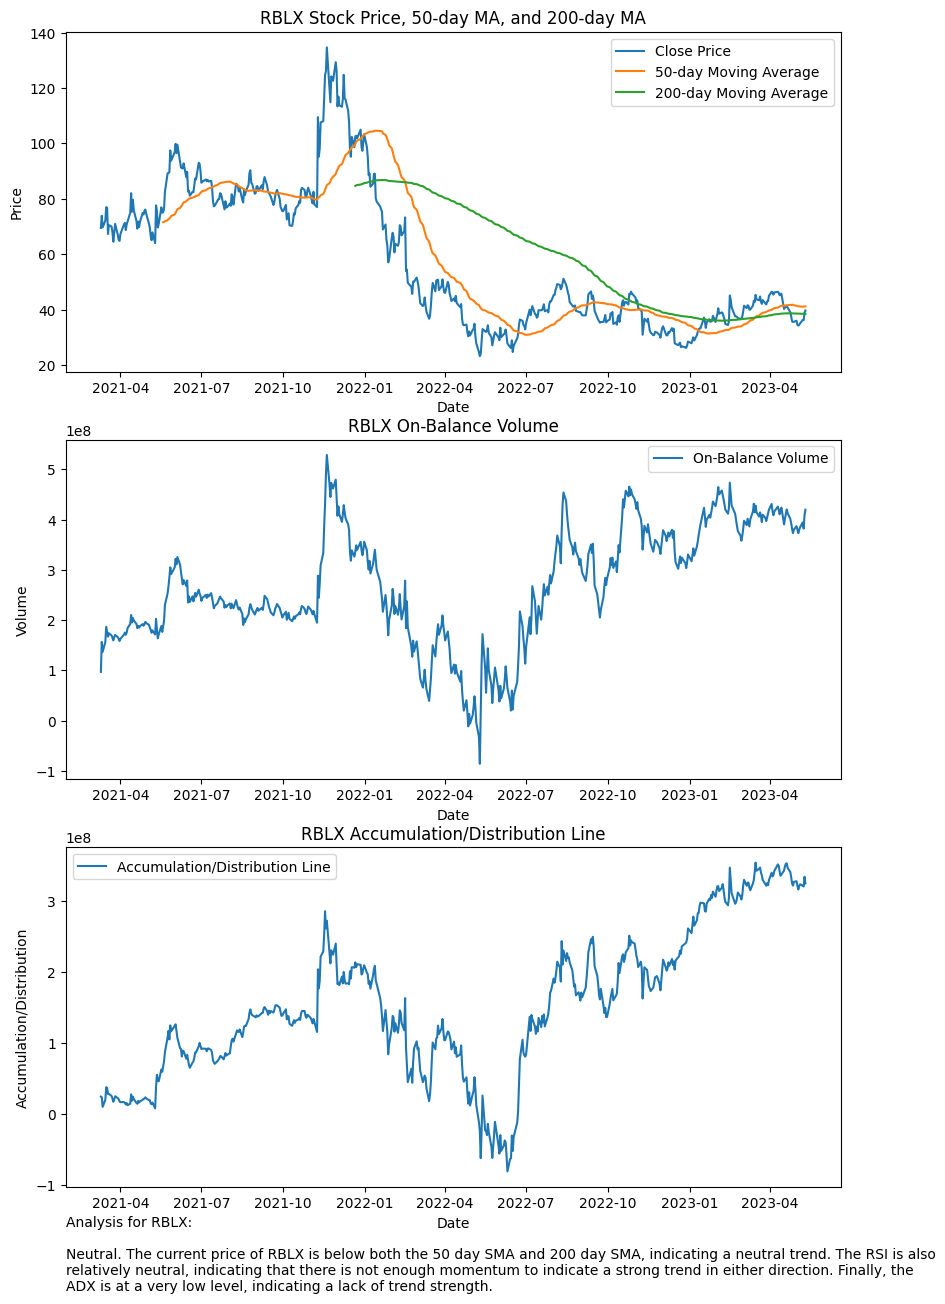 RBLX Stock Price, 50-day MA, and 200-day MA
140
120
100
80
60
40
20
Price
Close Price
50-day Moving Average
200-day Moving Average
2021-04 2021-07 2021-10 2022-01 2022-04 2022-07 2022-10 2023-01 2023-04
Date
RBLX On-Balance Volume
1e8
5
4
3
2
1
0
−1
Volume
On-Balance Volume
2021-04 2021-07 2021-10 2022-01 2022-04 2022-07 2022-10 2023-01 2023-04
Date
RBLX Accumulation/Distribution Line
1e8
3
2
1
0
−1
Accumulation/Distribution
Accumulation/Distribution Line
2021-04 2021-07 2021-10 2022-01 2022-04 2022-07 2022-10 2023-01 2023-04
Date
Analysis for RBLX:
Neutral. The current price of RBLX is below both the 50 day SMA and 200 day SMA, indicating a neutral trend. The RSI is also
relatively neutral, indicating that there is not enough momentum to indicate a strong trend in either direction. Finally, the
ADX is at a very low level, indicating a lack of trend strength.